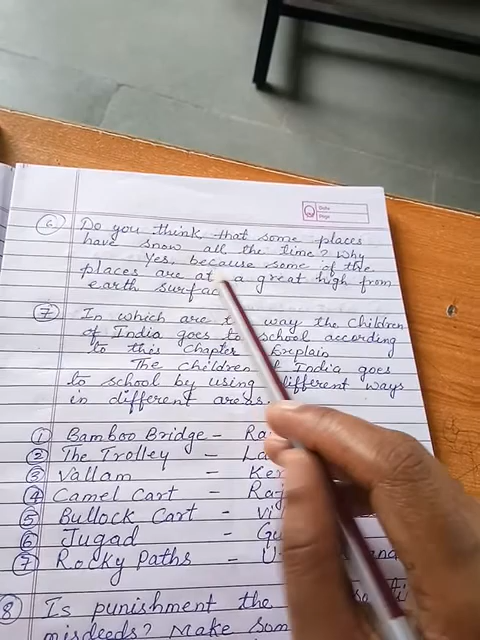 Date
Page
6 Do you think that some places
have snow all the time? Why
Yes, because some of the
places are at a great high from
earth surfac
7 In which are way the children
of India goes to school according
to this Chapter Explain
The children India goes
to school by using different ways
in different areas.
1 Bamboo Bridge - Ra
2 The Trolley - La
3 Vallam - Ke
4 Camel Cart - Raj
5 Bullock Cart - Vi
6 Jugad - Gu
7 Rocky Paths - U
8 Is punishment the
misdeeds? Make som